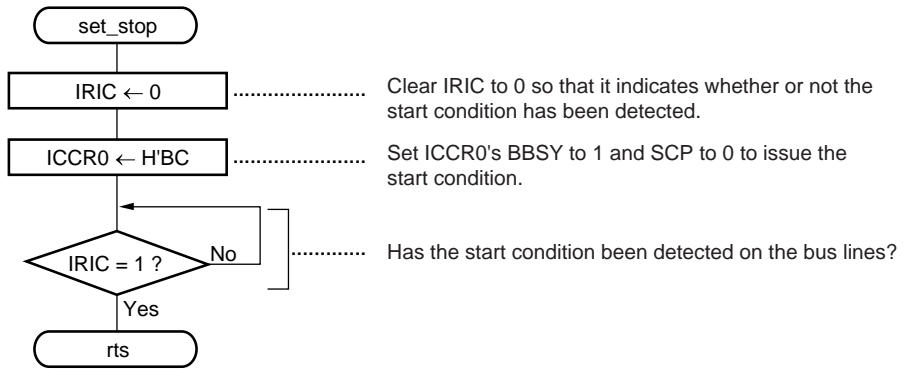 set_stop
IRIC ← 0
Clear IRIC to 0 so that it indicates whether or not the
start condition has been detected.
ICCR0 ← H'BC
Set ICCR0's BBSY to 1 and SCP to 0 to issue the
start condition.
IRIC = 1 ?
No
Has the start condition been detected on the bus lines?
Yes
rts